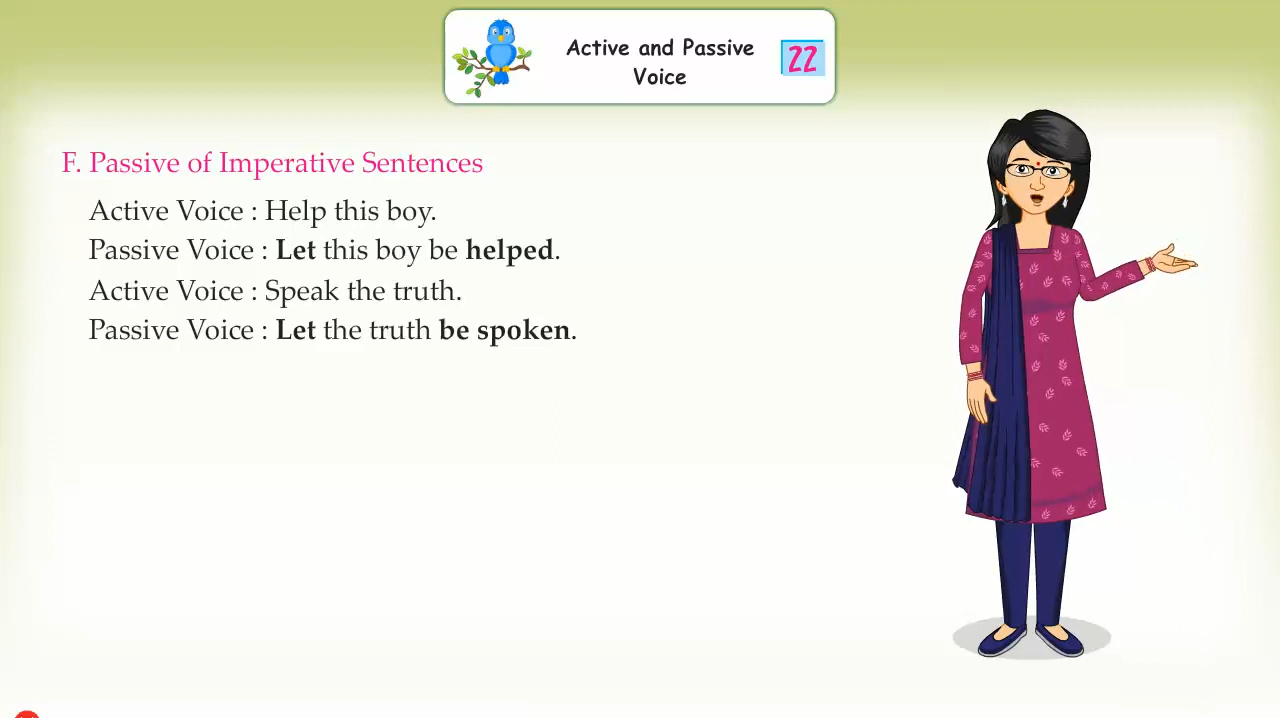 Active and Passive
Voice
22
F. Passive of Imperative Sentences
Active Voice : Help this boy.
Passive Voice : Let this boy be helped.
Active Voice : Speak the truth.
Passive Voice : Let the truth be spoken.